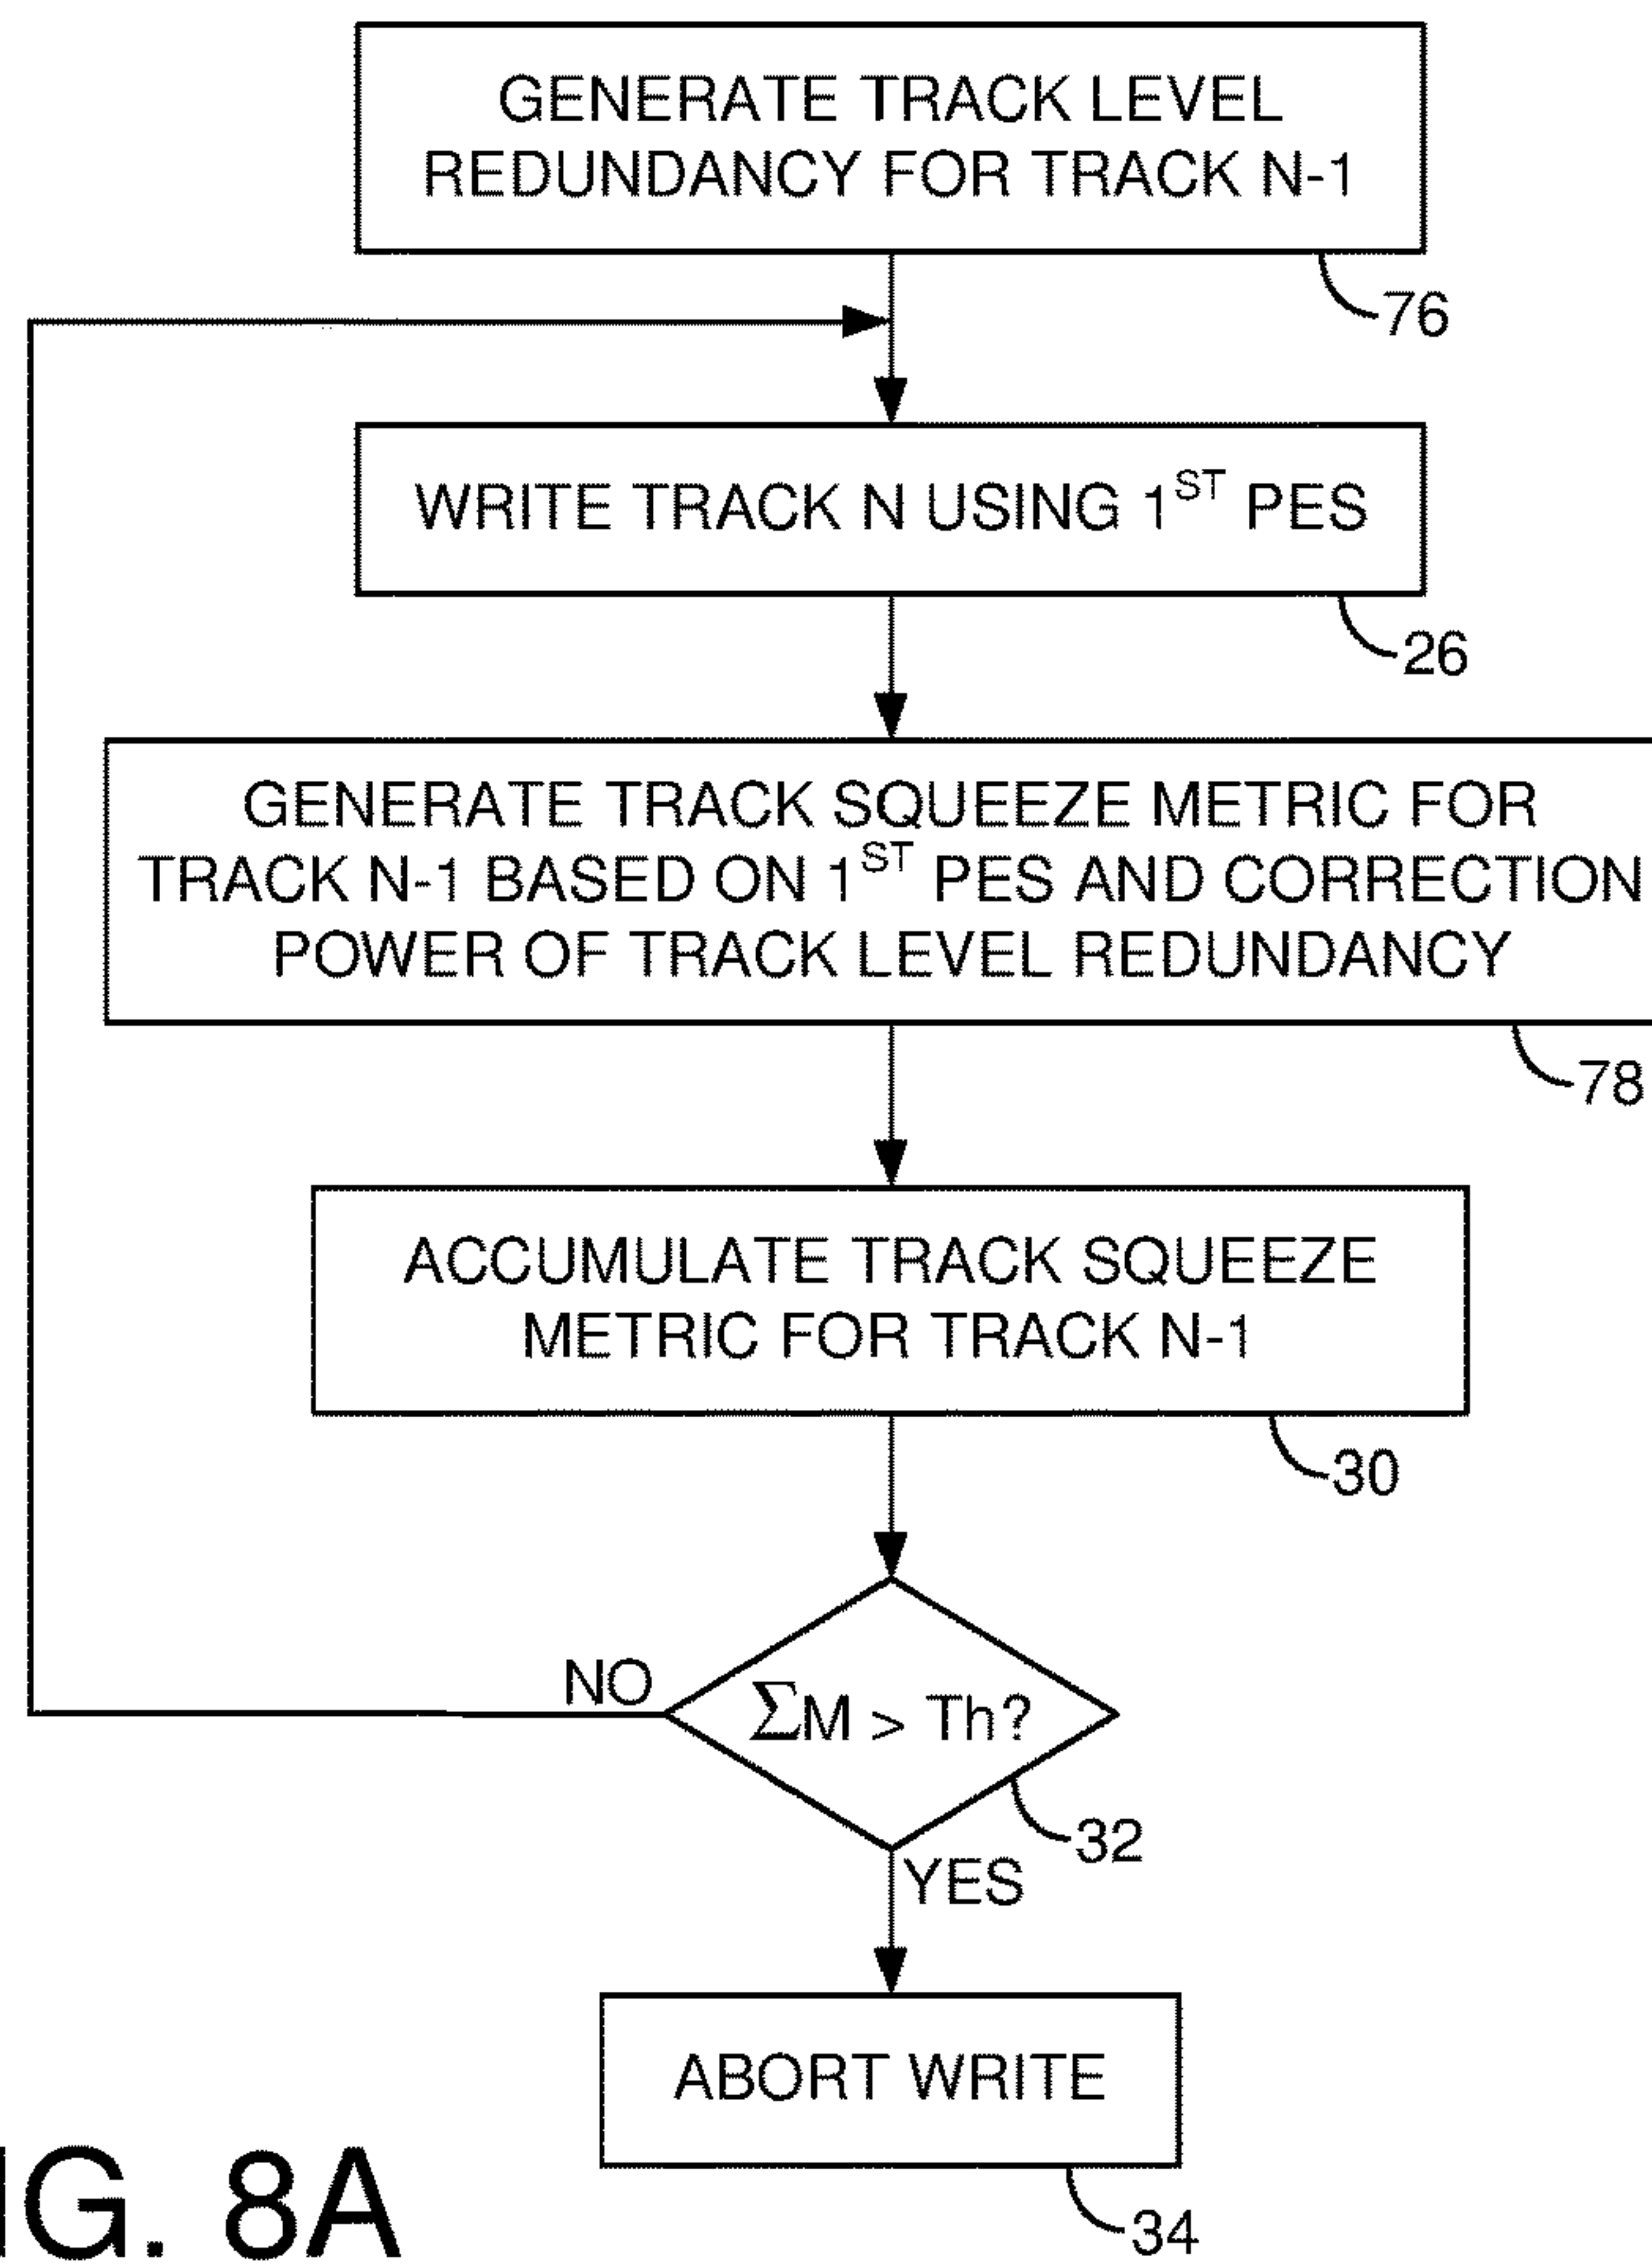 GENERATE TRACK LEVEL
REDUNDANCY FOR TRACK N-1
76
WRITE TRACK N USING 1ST PES
26
GENERATE TRACK SQUEEZE METRIC FOR
TRACK N-1 BASED ON 1ST PES AND CORRECTION
POWER OF TRACK LEVEL REDUNDANCY
78
ACCUMULATE TRACK SQUEEZE
METRIC FOR TRACK N-1
30
NO
ΣM > Th?
32
YES
ABORT WRITE
34
IG. 8A